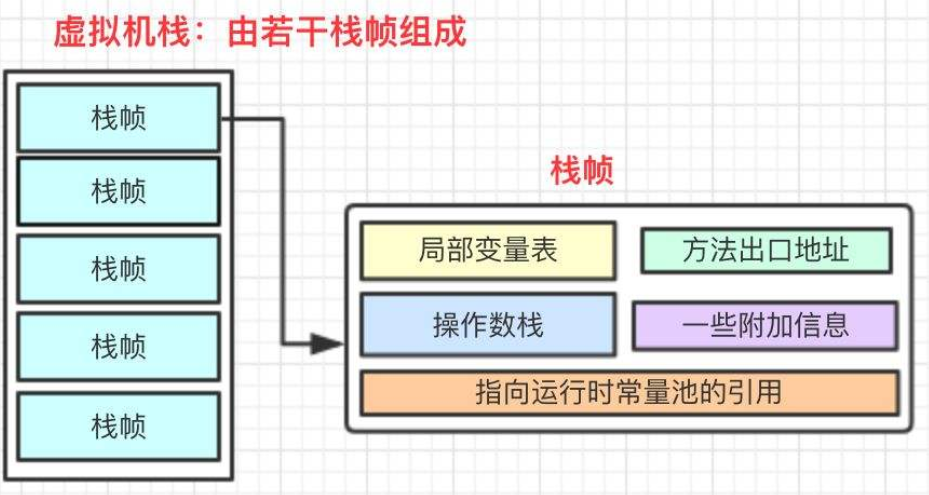 虚拟机栈：由若干栈帧组成
栈帧
栈帧
栈帧
栈帧
栈帧
栈帧
局部变量表
方法出口地址
操作数栈
一些附加信息
指向运行时常量池的引用